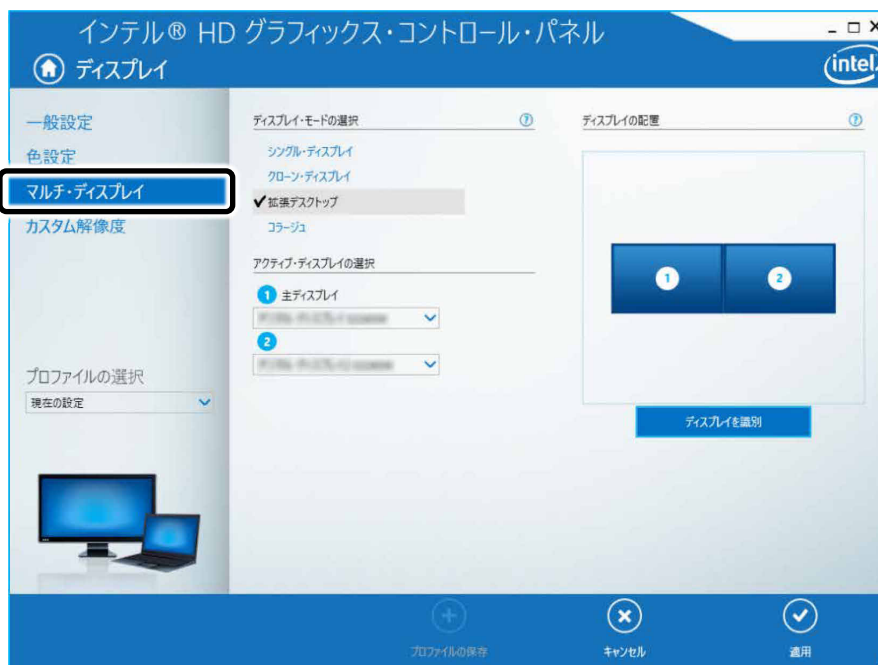 インテル® HD グラフィックス・コントロール・パネル
ディスプレイ
intel
一般設定
色設定
マルチ・ディスプレイ
カスタム解像度
プロファイルの選択
現在の設定
ディスプレイ・モードの選択
?
シングル・ディスプレイ
クローン・ディスプレイ
拡張デスクトップ
コラージュ
アクティブ・ディスプレイの選択
1 主ディスプレイ
2
ディスプレイの配置
?
1 2
ディスプレイを識別
プロファイルの保存
キャンセル
適用